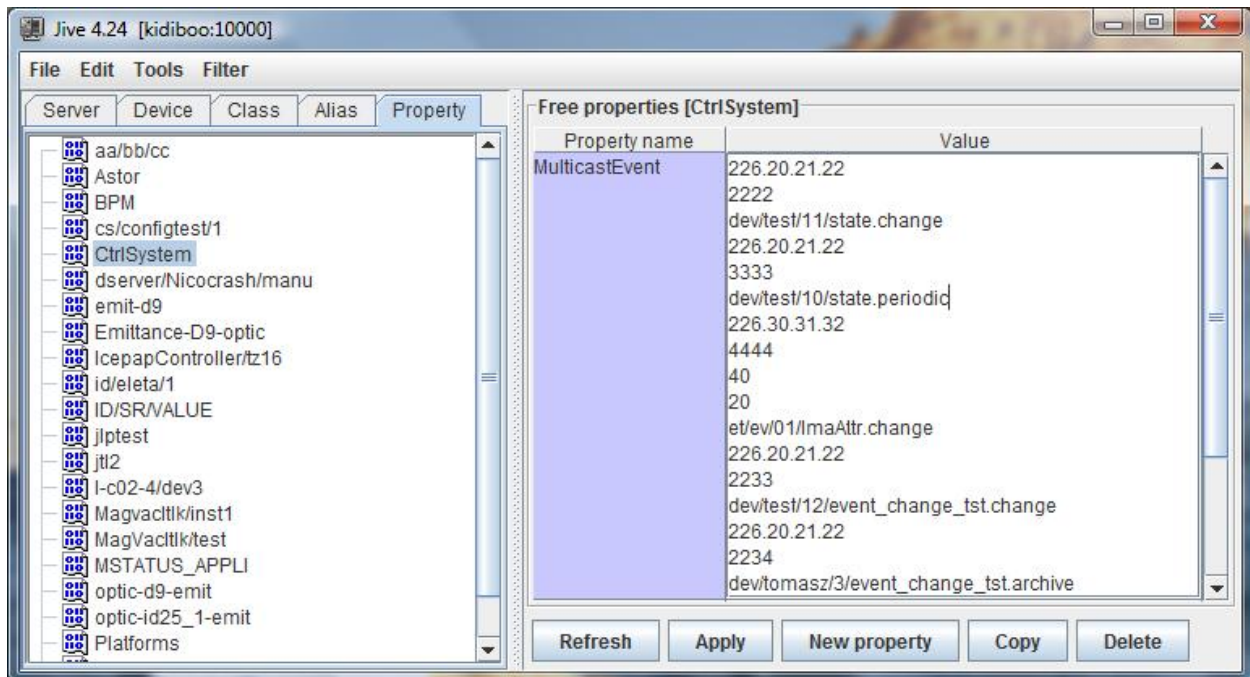 Jive 4.24 [kidiboo:10000]
File Edit Tools Filter
Server Device Class Alias Property
aa/bb/cc
Astor
BPM
cs/configtest/1
CtrlSystem
dserver/Nicocrash/manu
emit-d9
Emittance-D9-optic
IcepapController/tz16
id/eleta/1
ID/SR/VALUE
jlptest
jtl2
l-c02-4/dev3
Magvacltlk/inst1
MagVacltlk/test
MSTATUS_APPLI
optic-d9-emit
optic-id25_1-emit
Platforms
Free properties [CtrlSystem]
Property name Value
MulticastEvent 226.20.21.22
2222
dev/test/11/state.change
226.20.21.22
3333
dev/test/10/state.periodic
226.30.31.32
4444
40
20
et/ev/01/ImaAttr.change
226.20.21.22
2233
dev/test/12/event_change_tst.change
226.20.21.22
2234
dev/tomasz/3/event_change_tst.archive
Refresh Apply New property Copy Delete